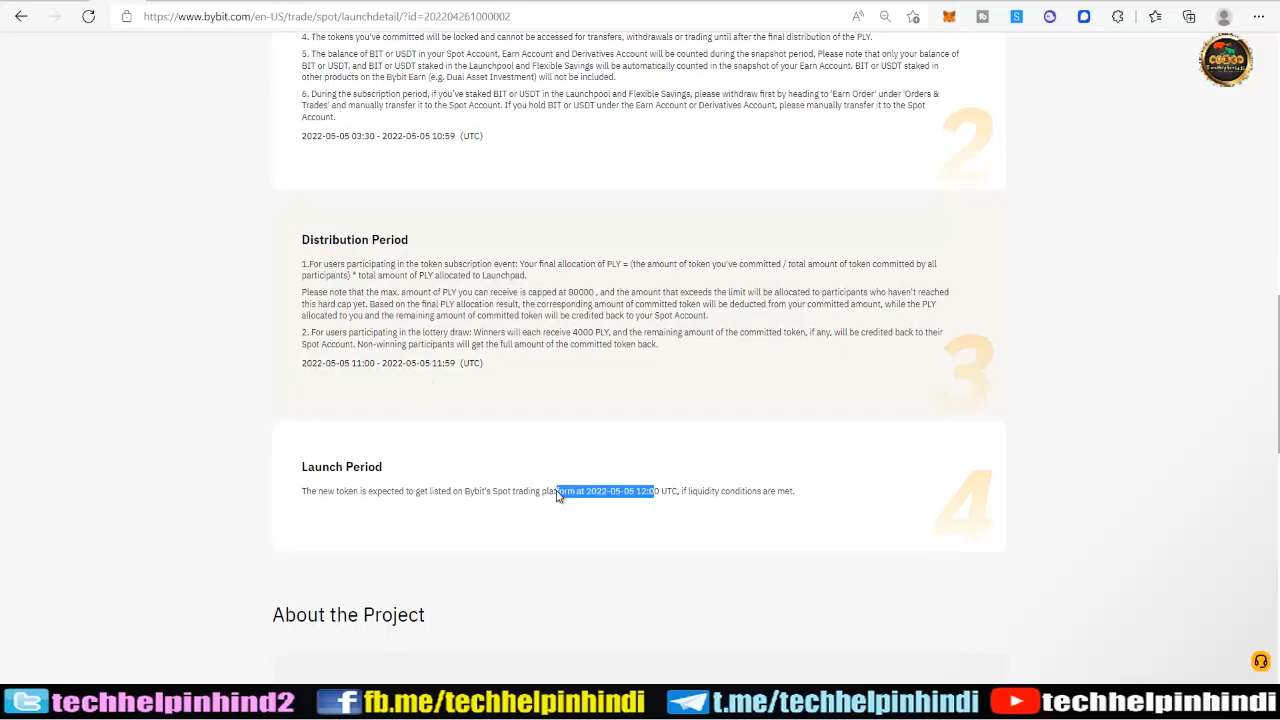 https://www.bybit.com/en-US/trade/spot/launchdetail/?id=202204261000002
4. The tokens you've committed will be locked and cannot be accessed for transfers, withdrawals or trading until after the final distribution of the PLY.
5. The balance of BIT or USDT in your Spot Account, Earn Account and Derivatives Account will be counted during the snapshot period. Please note that only your balance
of BIT or USDT, and BIT or USDT staked in the Launchpool and Flexible Savings will be automatically counted in the snapshot of your Earn Account. BIT or USDT staked in
other products on the Bybit Earn (e.g. Dual Asset Investment) will not be included.
6. During the subscription period, if you've staked BIT or USDT in the Launchpool and Flexible Savings, please withdraw first by heading to 'Earn Order' under 'Orders &
Trades' and manually transfer it to the Spot Account. If you hold BIT or USDT under the Earn Account or Derivatives Account, please manually transfer it to the Spot
Account.
2022-05-05 03:30 - 2022-05-05 10:59 (UTC)
2
Distribution Period
1.For users participating in the token subscription event: Your final allocation of PLY = (the amount of token you've committed / total amount of token committed by all
participants) * total amount of PLY allocated to Launchpad.
Please note that the max. amount of PLY you can receive is capped at 80000 , and the amount that exceeds the limit will be allocated to participants who haven't reached
this hard cap yet. Based on the final PLY allocation result, the corresponding amount of committed token will be deducted from your committed amount, while the PLY
allocated to you and the remaining amount of committed token will be credited back to your Spot Account.
2. For users participating in the lottery draw: Winners will each receive 4000 PLY, and the remaining amount of the committed token, if any, will be credited back to their
Spot Account. Non-winning participants will get the full amount of the committed token back.
2022-05-05 11:00 - 2022-05-05 11:59 (UTC)
3
Launch Period
The new token is expected to get listed on Bybit's Spot trading platform at 2022-05-05 12:00 UTC, if liquidity conditions are met.
4
About the Project
techhelpinhind2
fb.me/techhelpinhindi
t.me/techhelpinhindi
techhelpinhindi